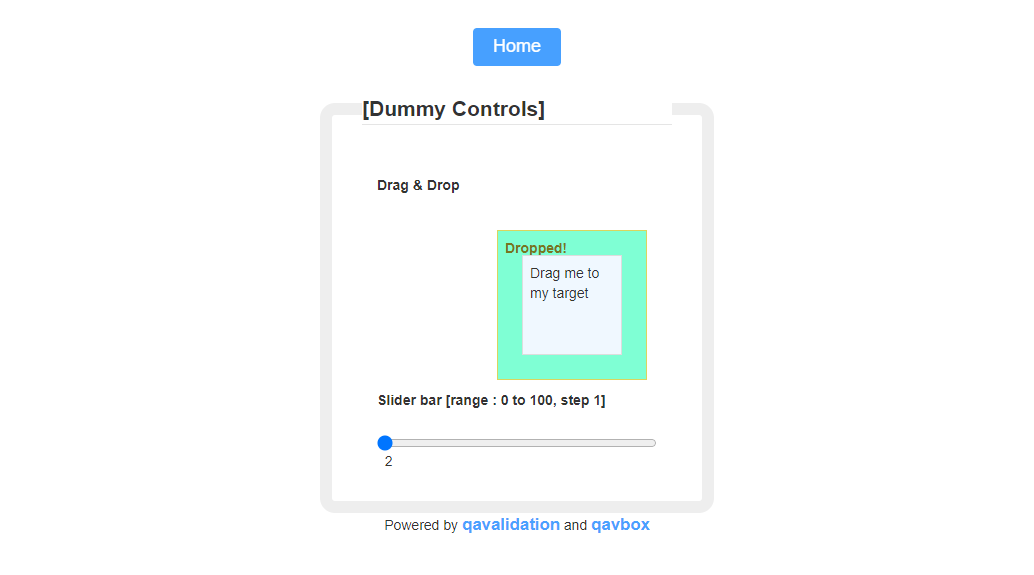 Home
[Dummy Controls]
Drag & Drop
Dropped!
Drag me to
my target
Slider bar [range : 0 to 100, step 1]
2
Powered by qavalidation and qavbox